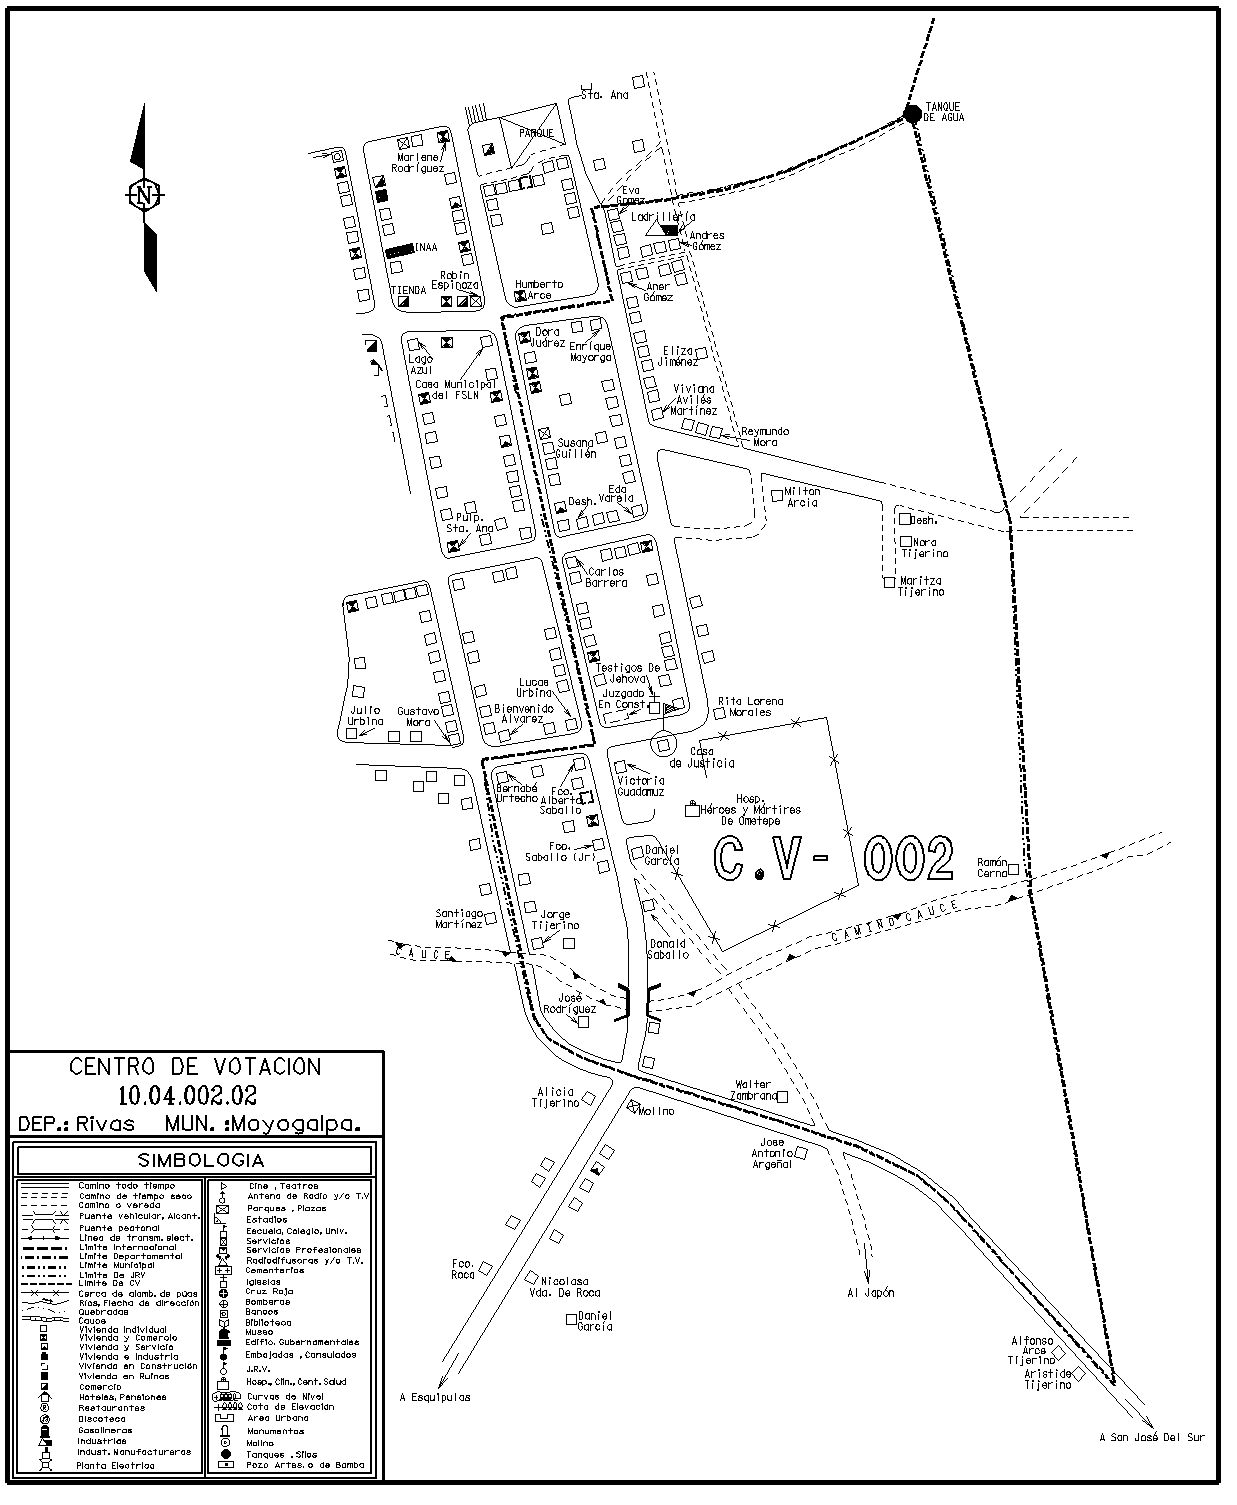 Sta. Ana
TANQUE
DE AGUA
PARQUE
Marlene
Rodríguez
Eva
Gomez
Ladrillería
Andres
Gómez
INAA
Robin
Espinoza
TIENDA
Humberto
Arce
Aner
Gómez
Dora
Juárez
Enrique
Mayorga
Eliza
Jiménez
Lago
Azul
Casa Municipal
del FSLN
Viviana
Avilés
Martínez
Reymundo
Mora
Susana
Guillén
Eda
Varela
Desh.
Milton
Arcia
Pulp.
Sta. Ana
Desh.
Nora
Tijerino
Carlos
Barrera
Maritza
Tijerino
Testigos De
Jehova
Lucas
Urbina
Juzgado
En Const.
Rita Lorena
Morales
Julio
Urbina
Gustavo
Mora
Bienvenido
Alvarez
Casa
de Justicia
Victoria
Guadamuz
Bernabé
Urtecho
Fco.
Alberto
Saballo
Hosp.
Héroes y Mártires
De Ometepe
Fco.
Saballo (Jr)
Daniel
García
C.V- 002
Ramón
Cerna
Santiago
Martínez
Jorge
Tijerino
CAMINO CAUCE
CAUCE
Donald
Saballo
José
Rodríguez
Alicia
Tijerino
Molino
Walter
Zambrana
Jose
Antonio
Argeñal
Fco.
Roca
Nicolasa
Vda. De Roca
Al Japón
Daniel
García
Alfonso
Arce
Tijerino
Aristide
Tijerino
A Esquipulas
A San José Del Sur
CENTRO DE VOTACION
10.04.002.02
DEP.: Rivas MUN. :Moyogalpa.
SIMBOLOGIA
Camino todo tiempo
Camino de tiempo seco
Camino o vereda
Puente vehicular, Alcant.
Puente peatonal
Linea de transm. elect.
Limite Internacional
Limite Departamental
Limite Municipal
Limite De JRV
Limite De CV
Cerca de alamb. de púas
Ríos, Flecha de dirección
Quebradas
Cauce
Vivienda Individual
Vivienda y Comercio
Vivienda y Servicio
Vivienda e Industria
Vivienda en Construcción
Vivienda en Ruinas
Comercio
Hoteles, Pensiones
Restaurantes
Discoteca
Gasolineras
Industrias
Indust. Manufactureras
Planta Electrica
Cine , Teatros
Antena de Radio y/o T.V
Parques , Plazas
Estadios
Escuela, Colegio, Univ.
Servicios
Servicios Profesionales
Radiodifusoras y/o T.V.
Cementerios
Iglesias
Cruz Roja
Bomberos
Bancos
Biblioteca
Museo
Edific. Gubernamentales
Embajadas , Consulados
J.R.V.
Hosp., Clin., Cent. Salud
Curvas de Nivel
Cota de Elevación
Area Urbana
Monumentos
Molino
Tanques , Silos
Pozo Artes. o de Bomba
N